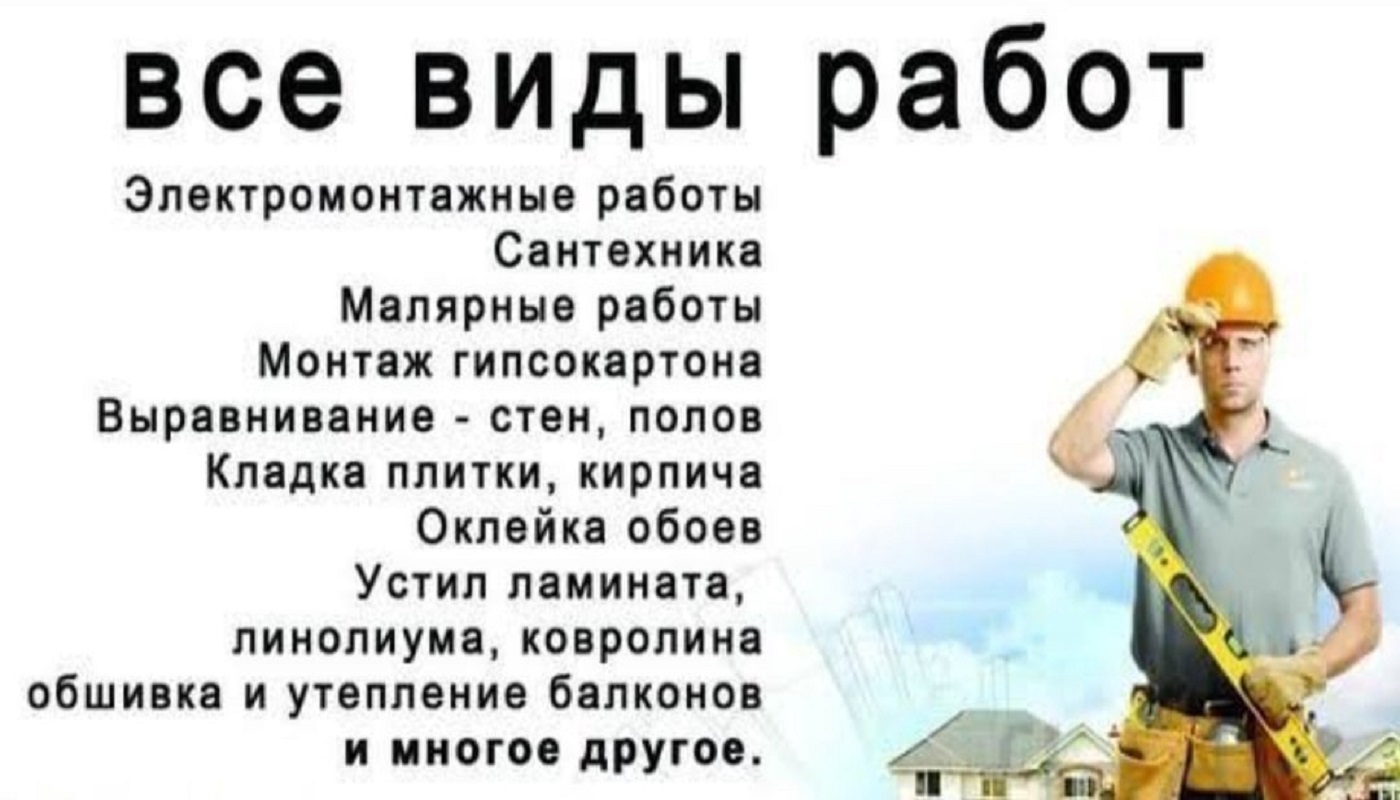 все виды работ
Электромонтажные работы
Сантехника
Малярные работы
Монтаж гипсокартона
Выравнивание - стен, полов
Кладка плитки, кирпича
Оклейка обоев
Устил ламината,
линолиума, ковролина
обшивка и утепление балконов
и многое другое.